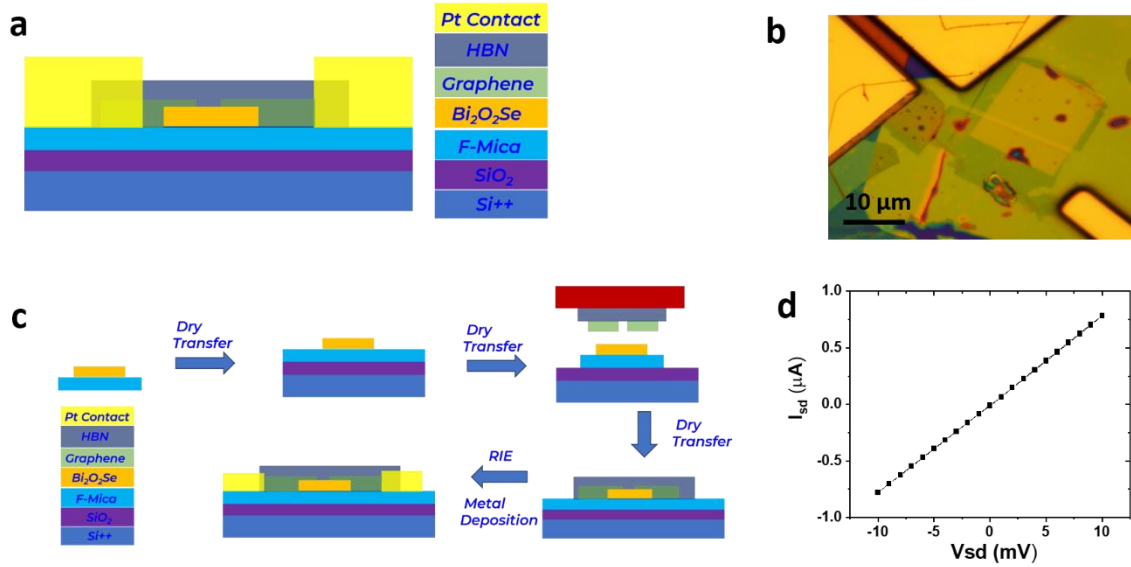 a
Pt Contact
HBN
Graphene
Bi₂O₂Se
F-Mica
SiO₂
Si++
b
10 μm
c
Dry
Transfer
Dry
Transfer
Dry
Transfer
RIE
Metal
Deposition
Pt Contact
HBN
Graphene
Bi₂O₂Se
F-Mica
SiO₂
Si++
d
1.0
0.5
0.0
-0.5
-1.0
I_sd (μA)
-10 -5 0 5 10
Vsd (mV)